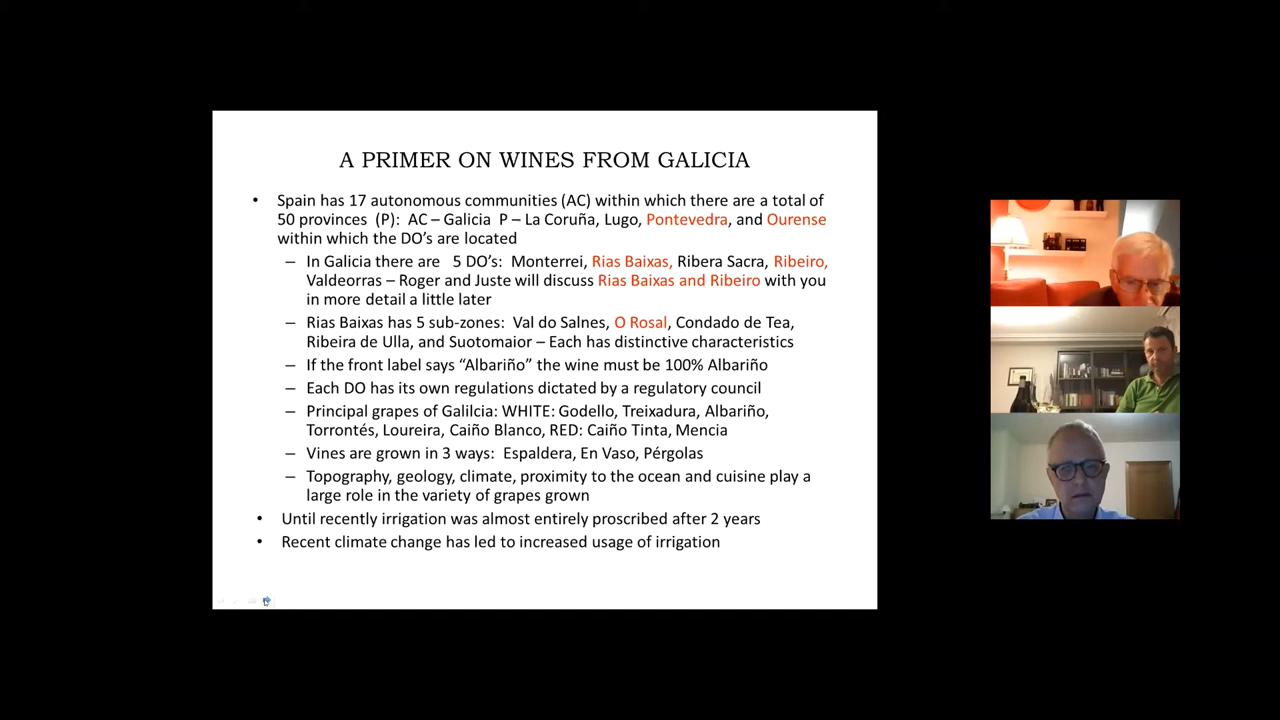 A PRIMER ON WINES FROM GALICIA
• Spain has 17 autonomous communities (AC) within which there are a total of
50 provinces (P): AC – Galicia P – La Coruña, Lugo, Pontevedra, and Ourense
within which the DO's are located
– In Galicia there are 5 DO's: Monterrei, Rias Baixas, Ribera Sacra, Ribeiro,
Valdeorras – Roger and Juste will discuss Rias Baixas and Ribeiro with you
in more detail a little later
– Rias Baixas has 5 sub-zones: Val do Salnes, O Rosal, Condado de Tea,
Ribeira de Ulla, and Suotomaior – Each has distinctive characteristics
– If the front label says “Albariño” the wine must be 100% Albariño
– Each DO has its own regulations dictated by a regulatory council
– Principal grapes of Galilcia: WHITE: Godello, Treixadura, Albariño,
Torrontés, Loureira, Caiño Blanco, RED: Caiño Tinta, Mencia
– Vines are grown in 3 ways: Espaldera, En Vaso, Pérgolas
– Topography, geology, climate, proximity to the ocean and cuisine play a
large role in the variety of grapes grown
• Until recently irrigation was almost entirely proscribed after 2 years
• Recent climate change has led to increased usage of irrigation